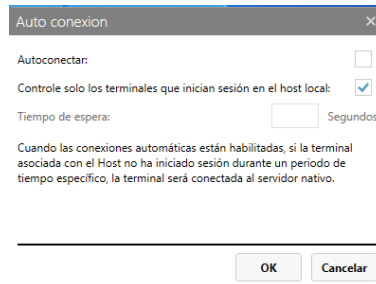 Auto conexion
Autoconectar:
Controle solo los terminales que inician sesión en el host local:
Tiempo de espera: Segundos
Cuando las conexiones automáticas están habilitadas, si la terminal
asociada con el Host no ha iniciado sesión durante un periodo de
tiempo específico, la terminal será conectada al servidor nativo.
OK Cancelar